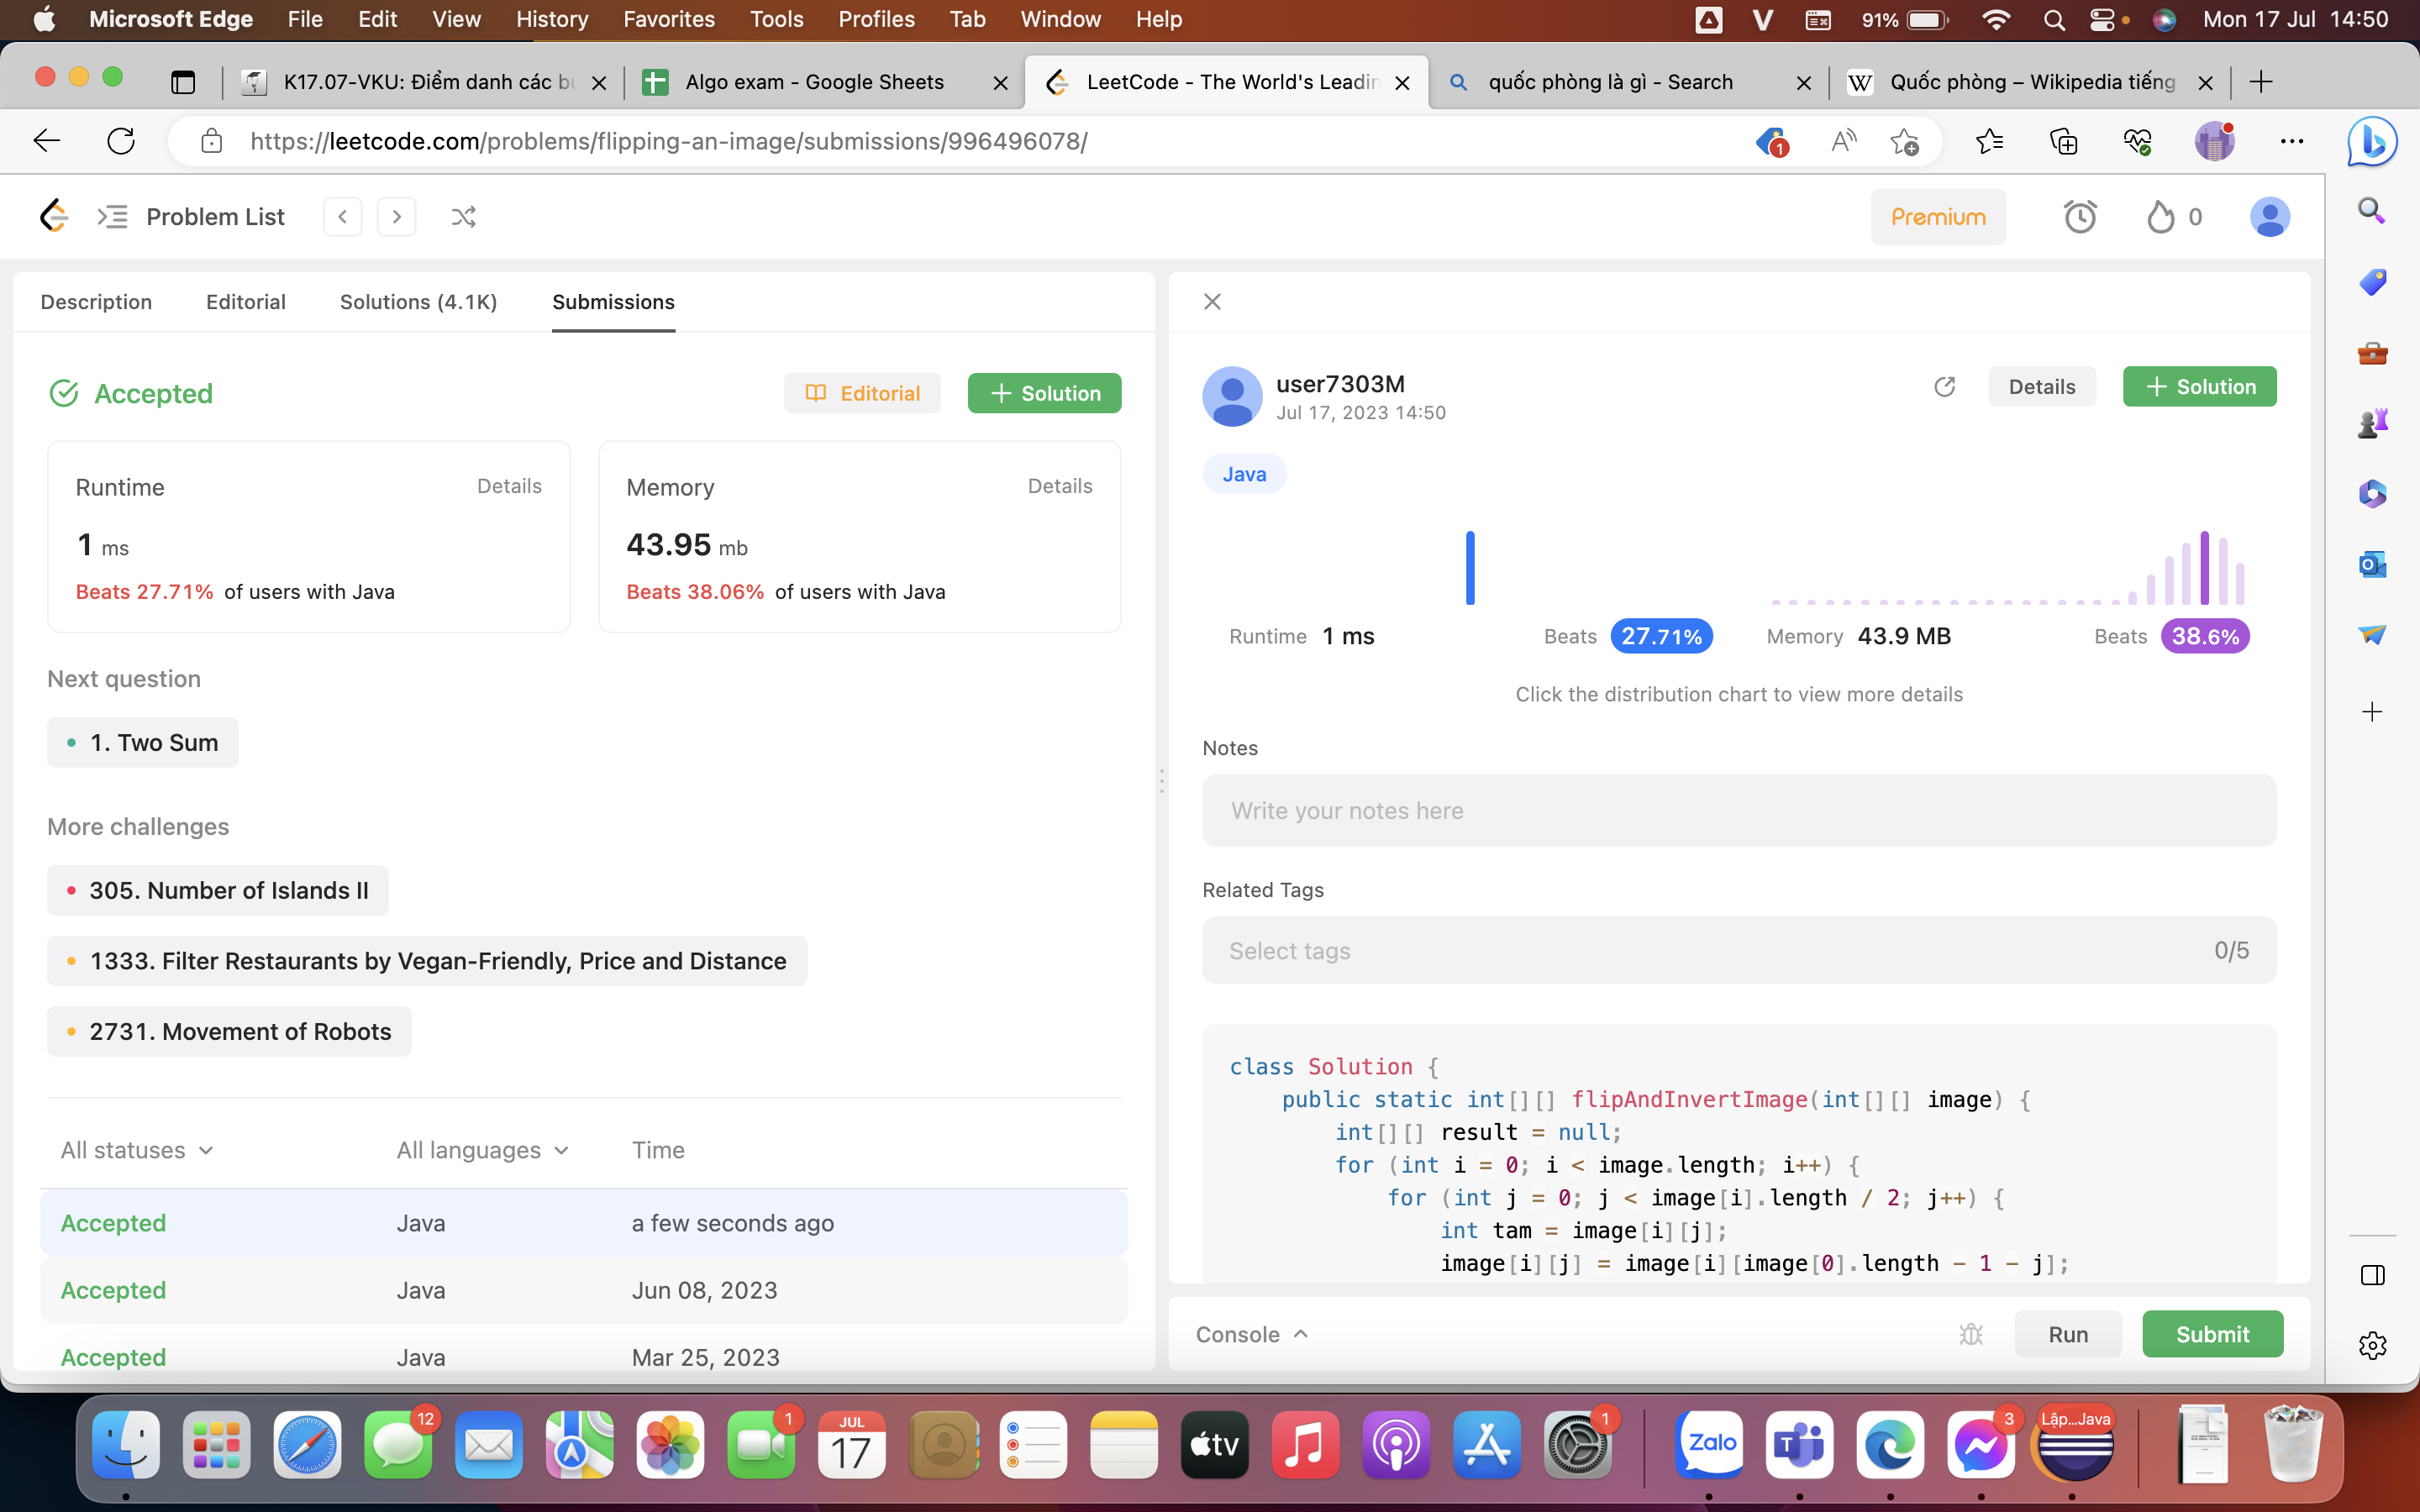 Microsoft Edge File Edit View History Favorites Tools Profiles Tab Window Help 91% Mon 17 Jul 14:50
K17.07-VKU: Điểm danh các bu
Algo exam - Google Sheets
LeetCode - The World's Leadin
quốc phòng là gì - Search
Quốc phòng – Wikipedia tiếng
https://leetcode.com/problems/flipping-an-image/submissions/996496078/
1
Problem List
Premium
0
Description Editorial Solutions (4.1K) Submissions
Accepted
Editorial
+ Solution
Runtime Details
1 ms
Beats 27.71% of users with Java
Memory Details
43.95 mb
Beats 38.06% of users with Java
Next question
1. Two Sum
More challenges
305. Number of Islands II
1333. Filter Restaurants by Vegan-Friendly, Price and Distance
2731. Movement of Robots
All statuses All languages Time
Accepted Java a few seconds ago
Accepted Java Jun 08, 2023
Accepted Java Mar 25, 2023
user7303M
Jul 17, 2023 14:50
Details
+ Solution
Java
Runtime 1 ms Beats 27.71% Memory 43.9 MB Beats 38.6%
Click the distribution chart to view more details
Notes
Write your notes here
Related Tags
Select tags 0/5
class Solution {
public static int[][] flipAndInvertImage(int[][] image) {
int[][] result = null;
for (int i = 0; i < image.length; i++) {
for (int j = 0; j < image[i].length / 2; j++) {
int tam = image[i][j];
image[i][j] = image[i][image[0].length - 1 - j];
Console Run Submit
12
1
JUL
17
tv
1
Zalo
T
3
Lập...Java